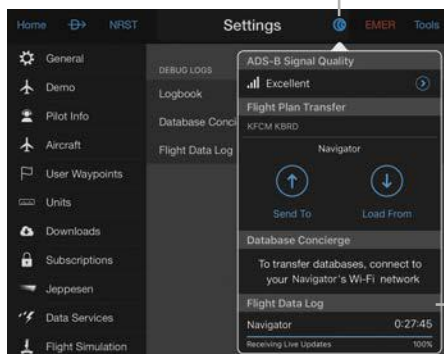 Home NRST Settings EMER Tools
General
Demo
Pilot Info
Aircraft
User Waypoints
Units
Downloads
Subscriptions
Jeppesen
Data Services
Flight Simulation
DEBUG LOGS
Logbook
Database Conci
Flight Data Log
ADS-B Signal Quality
Excellent
Flight Plan Transfer
KFCM KBRD
Navigator
Send To Load From
Database Concierge
To transfer databases, connect to
your Navigator's Wi-Fi network
Flight Data Log
Navigator 0:27:45
Receiving Live Updates 100%